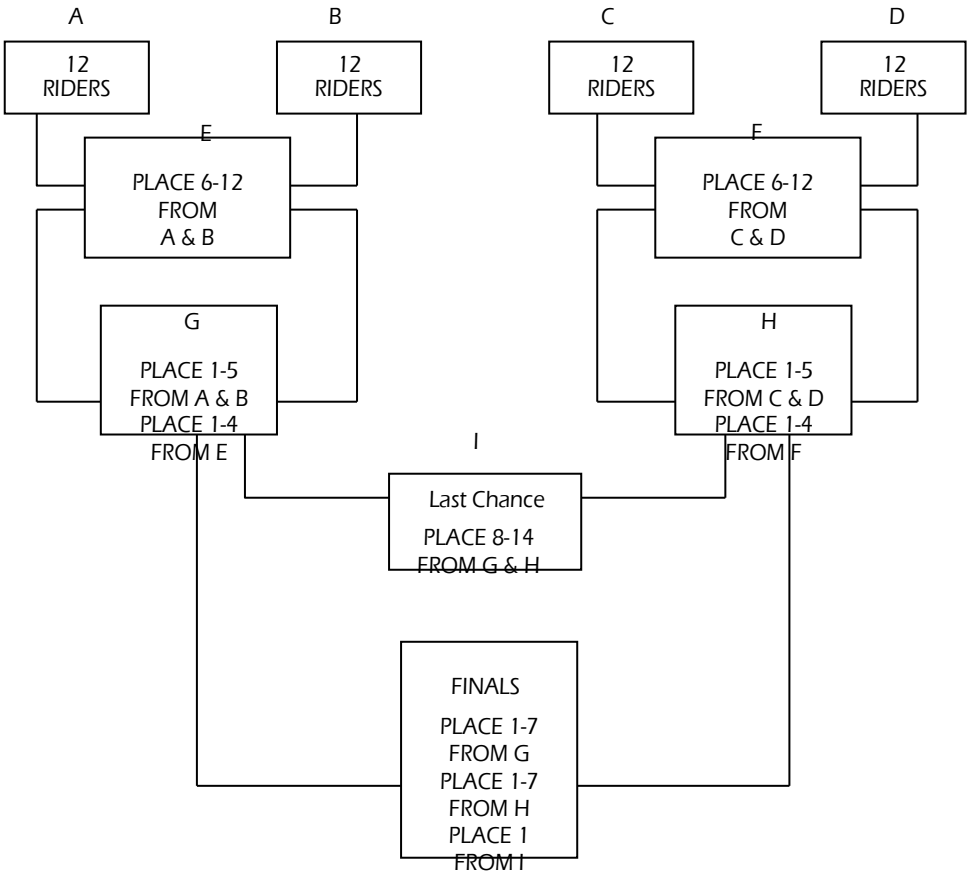 A
B
C
D
12
RIDERS
12
RIDERS
12
RIDERS
12
RIDERS
E
PLACE 6-12
FROM
A & B
F
PLACE 6-12
FROM
C & D
G
PLACE 1-5
FROM A & B
PLACE 1-4
FROM E
H
PLACE 1-5
FROM C & D
PLACE 1-4
FROM F
I
Last Chance
PLACE 8-14
FROM G & H
FINALS
PLACE 1-7
FROM G
PLACE 1-7
FROM H
PLACE 1
FROM I